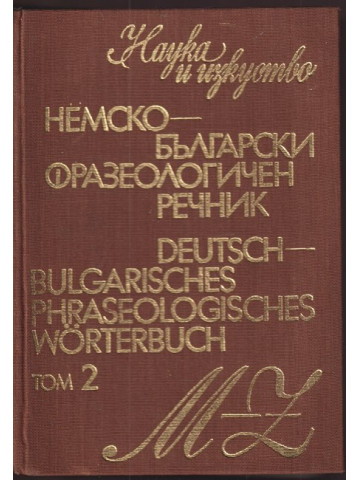 Наука
и изкуство
НЕМСКО—
БЪЛГАРСКИ
ФРАЗЕОЛОГИЧЕН
РЕЧНИК
DEUTSCH—
BULGARISCHES
PHRASEOLOGISCHES
WÖRTERBUCH
ТОМ 2
M—Z